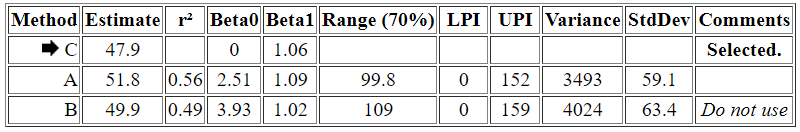 Method Estimate r² Beta0 Beta1 Range (70%) LPI UPI Variance StdDev Comments
🡆 C 47.9 0 1.06 Selected.
A 51.8 0.56 2.51 1.09 99.8 0 152 3493 59.1
B 49.9 0.49 3.93 1.02 109 0 159 4024 63.4 Do not use